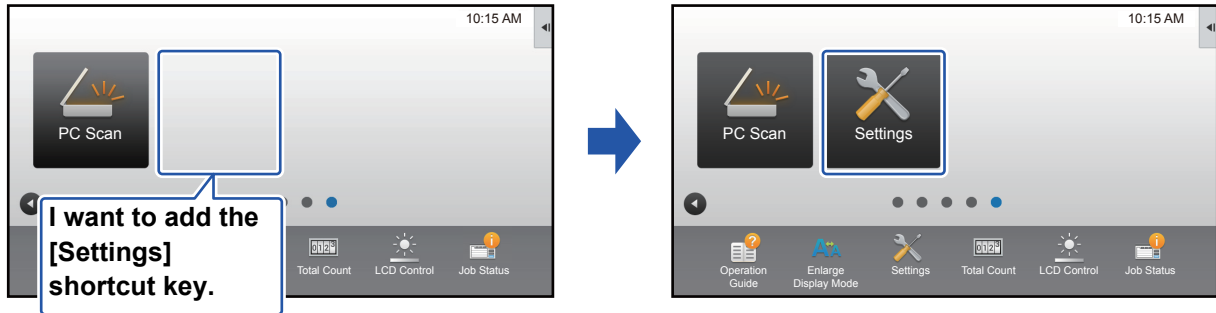 10:15 AM
PC Scan
I want to add the
[Settings]
shortcut key.
0129
Total Count
LCD Control
Job Status
10:15 AM
PC Scan
Settings
Operation
Guide
Enlarge
Display Mode
Settings
Total Count
LCD Control
Job Status